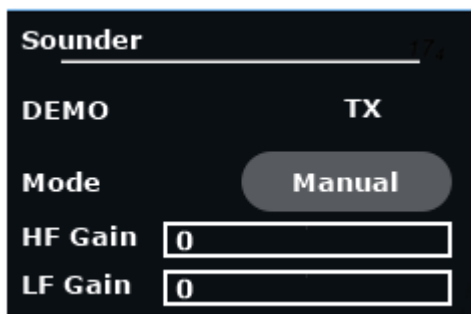 Sounder
DEMO TX
Mode Manual
HF Gain 0
LF Gain 0